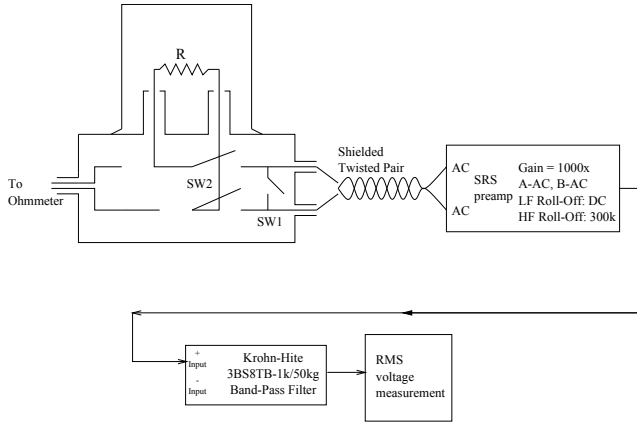 R
To
Ohmmeter
SW2
SW1
Shielded
Twisted Pair
AC
AC
SRS
preamp
Gain = 1000x
A-AC, B-AC
LF Roll-Off: DC
HF Roll-Off: 300k
+
Input
-
Input
Krohn-Hite
3BS8TB-1k/50kg
Band-Pass Filter
RMS
voltage
measurement